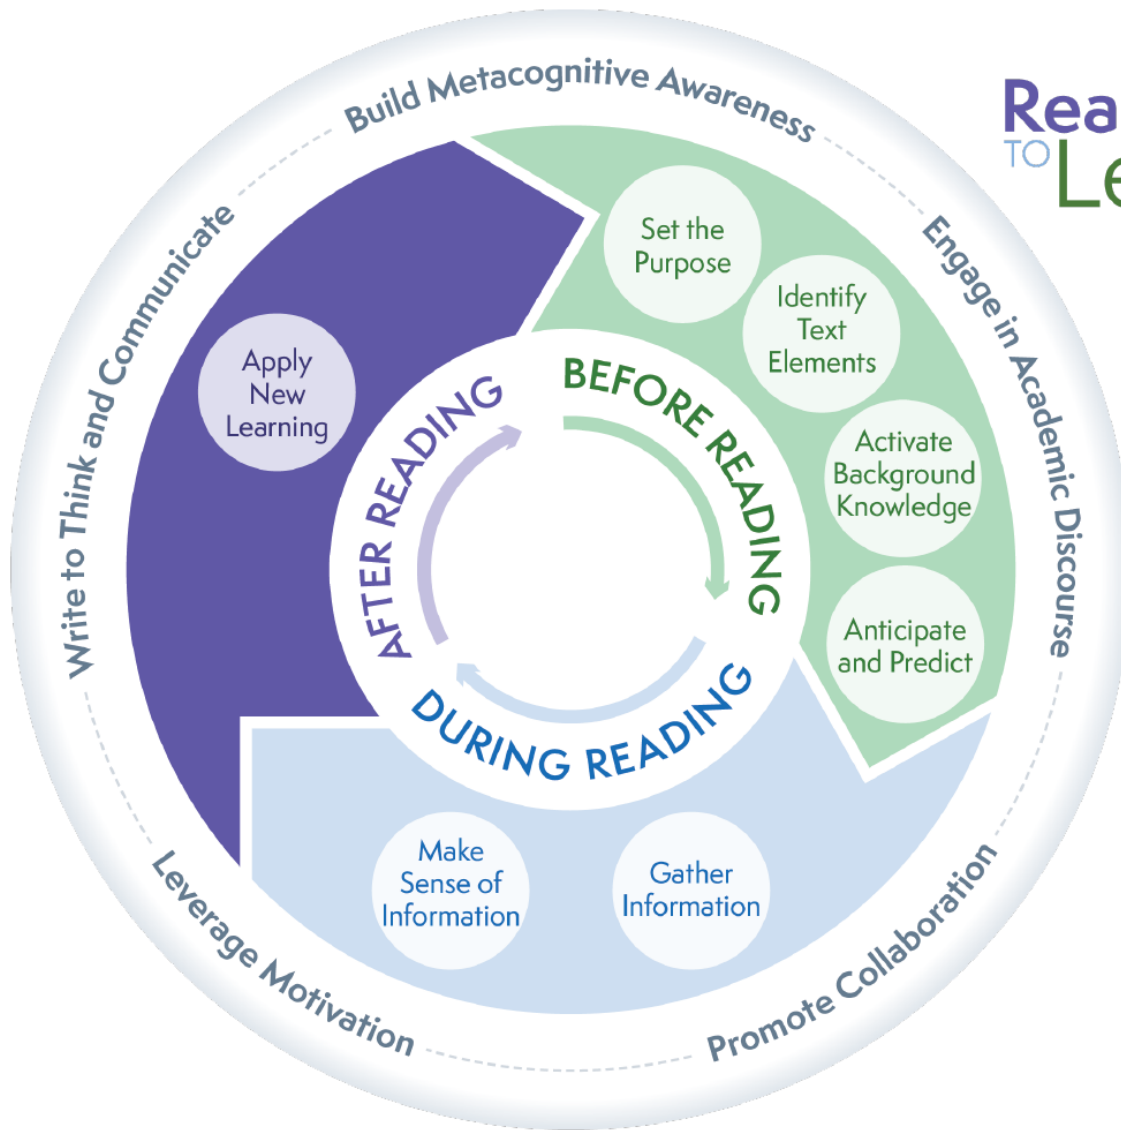 Build Metacognitive Awareness
Rea
TO
Le
Engage in Academic Discourse
Promote Collaboration
Leverage Motivation
Write to Think and Communicate
BEFORE READING
Set the
Purpose
Identify
Text
Elements
Activate
Background
Knowledge
Anticipate
and Predict
DURING READING
Gather
Information
Make
Sense of
Information
AFTER READING
Apply
New
Learning